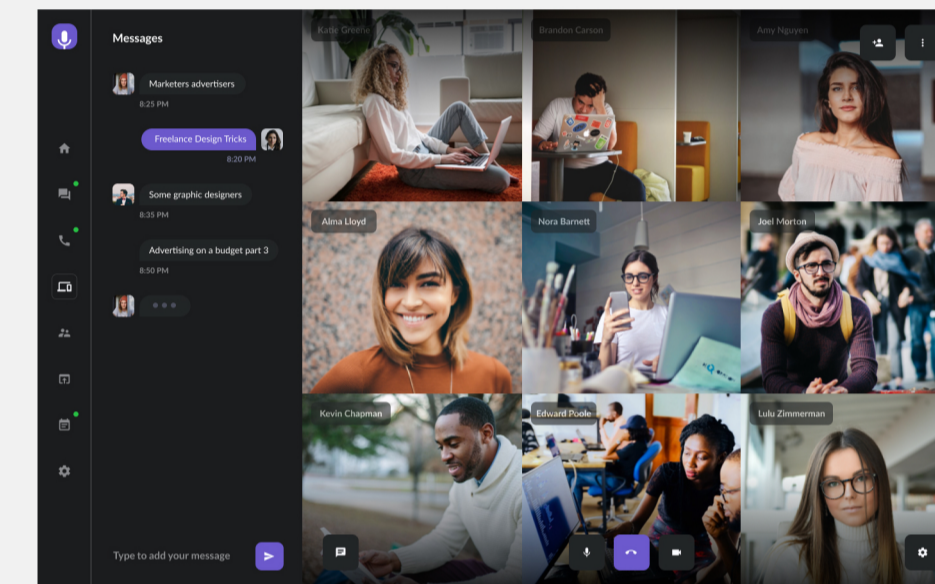 Messages
Marketers advertisers
8:25 PM
Freelance Design Tricks
8:20 PM
Some graphic designers
8:35 PM
Advertising on a budget part 3
8:50 PM
Type to add your message
Katie Greene
Brandon Carson
Amy Nguyen
Alma Lloyd
Nora Barnett
Joel Morton
Kevin Chapman
Edward Poole
Lulu Zimmerman